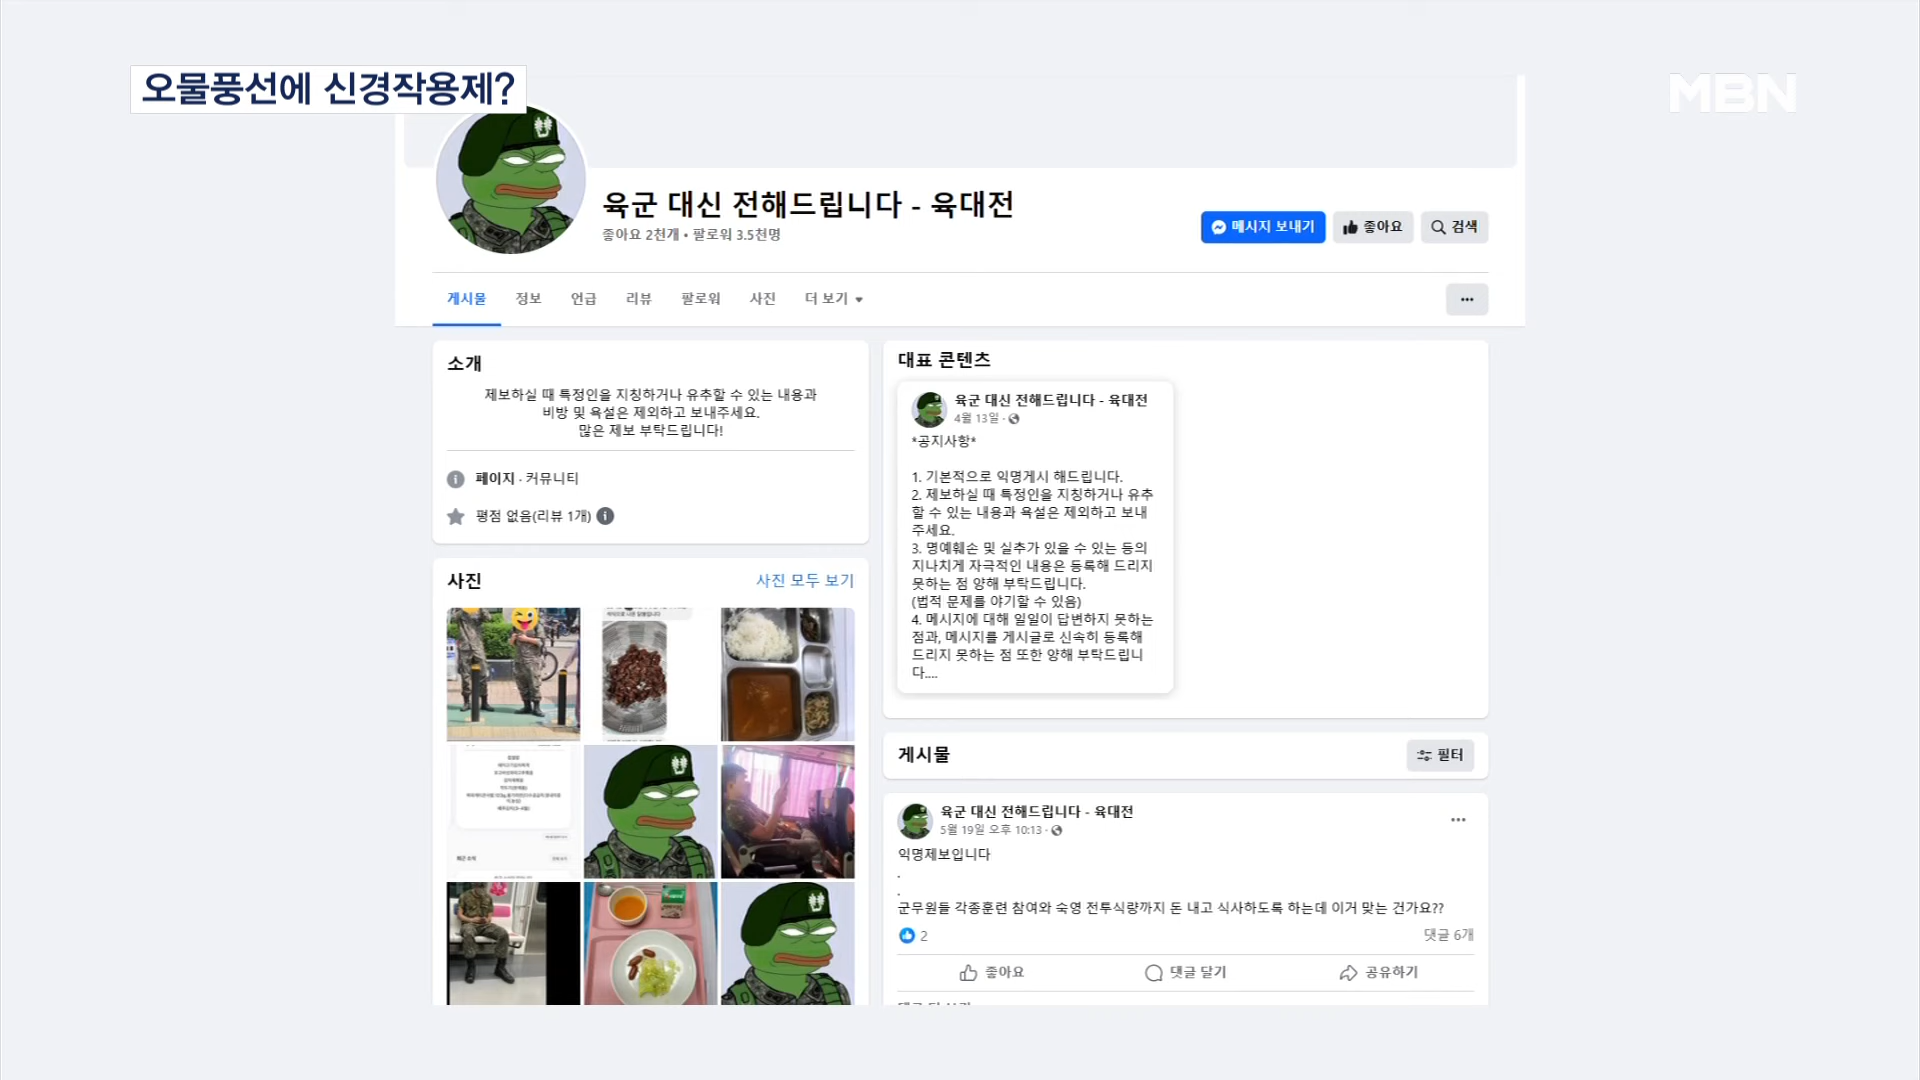 오물풍선에 신경작용제?
MBN
육군 대신 전해드립니다 - 육대전
좋아요 2천개 • 팔로워 3.5천명
메시지 보내기
좋아요
검색
게시물
정보
언급
리뷰
팔로워
사진
더 보기
소개
제보하실 때 특정인을 지칭하거나 유추할 수 있는 내용과
비방 및 욕설은 제외하고 보내주세요.
많은 제보 부탁드립니다!
페이지 · 커뮤니티
평점 없음(리뷰 1개)
사진
사진 모두 보기
대표 콘텐츠
육군 대신 전해드립니다 - 육대전
4월 13일 ·
*공지사항*
1. 기본적으로 익명게시 해드립니다.
2. 제보하실 때 특정인을 지칭하거나 유추
할 수 있는 내용과 욕설은 제외하고 보내
주세요.
3. 명예훼손 및 실추가 있을 수 있는 등의
지나치게 자극적인 내용은 등록해 드리지
못하는 점 양해 부탁드립니다.
(법적 문제를 야기할 수 있음)
4. 메시지에 대해 일일이 답변하지 못하는
점과, 메시지를 게시글로 신속히 등록해
드리지 못하는 점 또한 양해 부탁드립니
다....
게시물
필터
육군 대신 전해드립니다 - 육대전
5월 19일 오후 10:13 ·
익명제보입니다
.
.
군무원들 각종훈련 참여와 숙영 전투식량까지 돈 내고 식사하도록 하는데 이거 맞는 건가요??
2
댓글 6개
좋아요
댓글 달기
공유하기